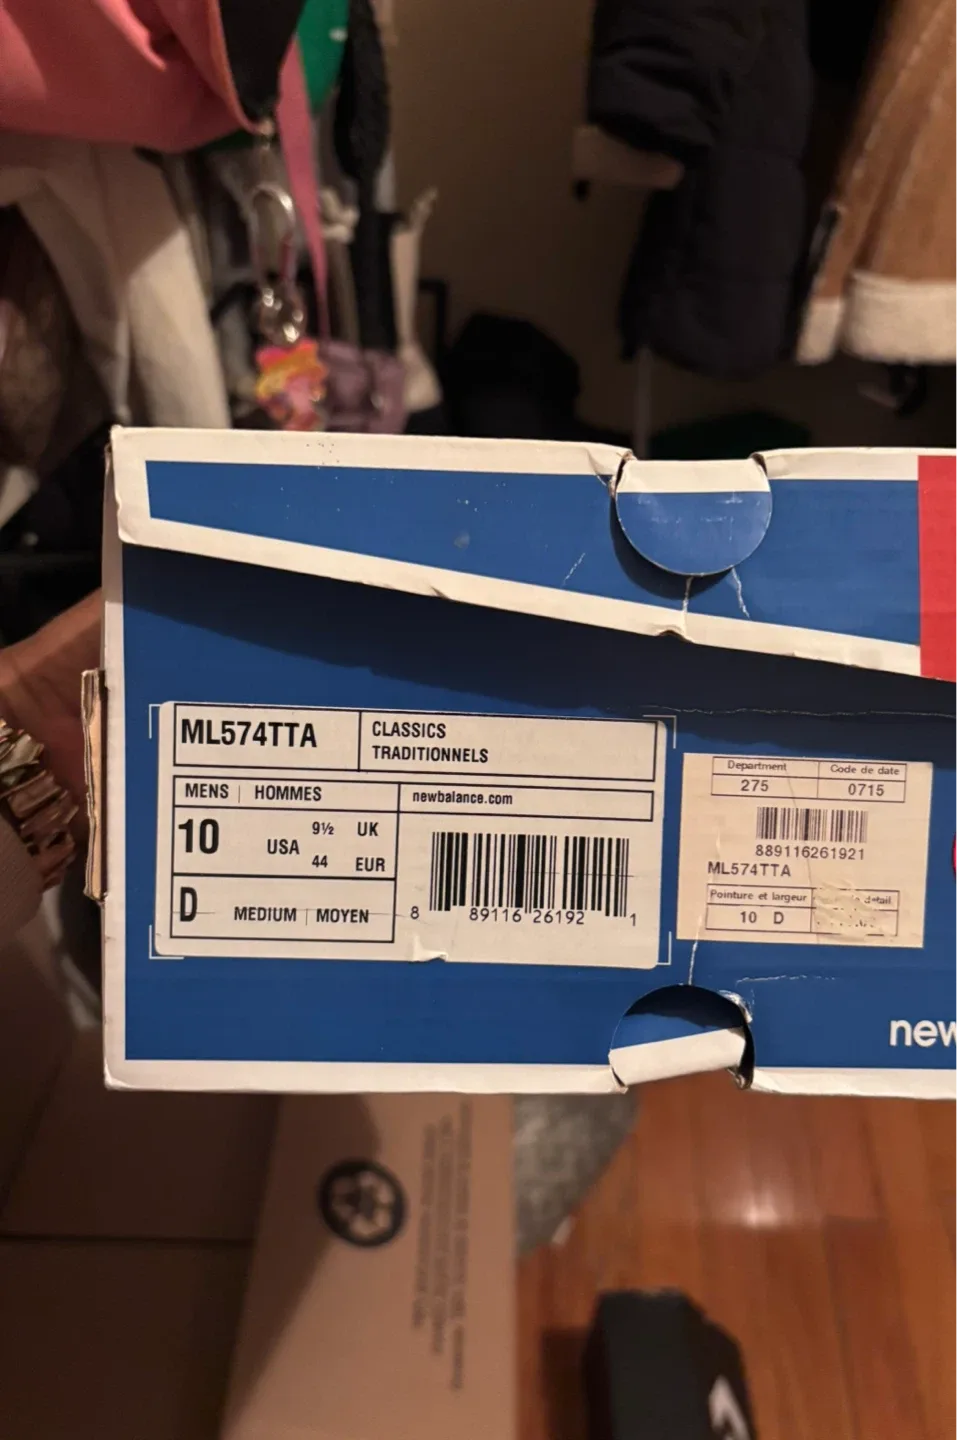 ML574TTA
CLASSICS
TRADITIONNELS
MENS | HOMMES
newbalance.com
10 USA
9½ UK
44 EUR
D MEDIUM | MOYEN
8 89116 26192 1
Department Code de date
275 0715
889116261921
ML574TTA
Pointure et largeur
10 D
new